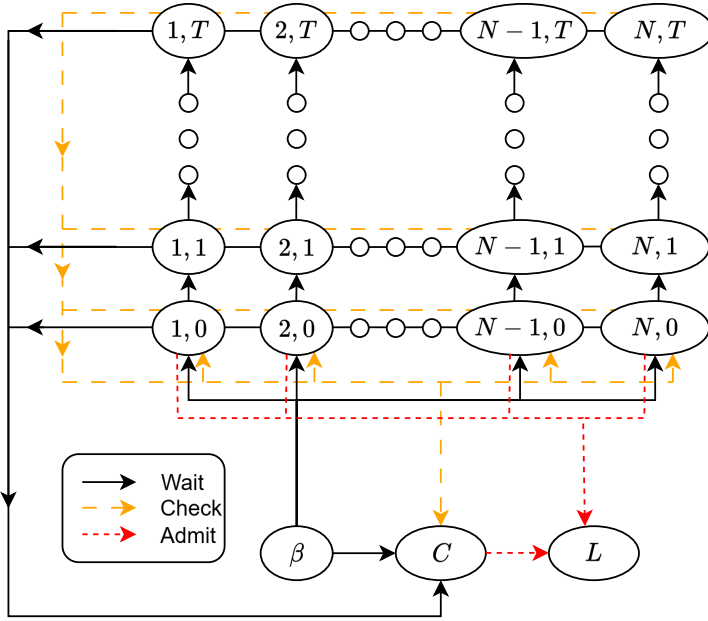 1, T 2, T N − 1, T N, T
1, 1 2, 1 N − 1, 1 N, 1
1, 0 2, 0 N − 1, 0 N, 0
Wait
Check
Admit
β C L